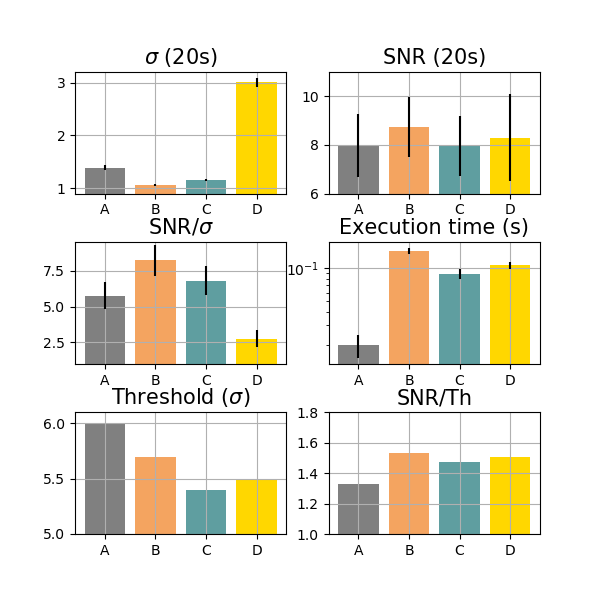 σ (20s)
3
2
1
A B C D
SNR (20s)
10
8
6
A B C D
SNR/σ
7.5
5.0
2.5
A B C D
Execution time (s)
10⁻¹
A B C D
Threshold (σ)
6.0
5.5
5.0
A B C D
SNR/Th
1.8
1.6
1.4
1.2
1.0
A B C D